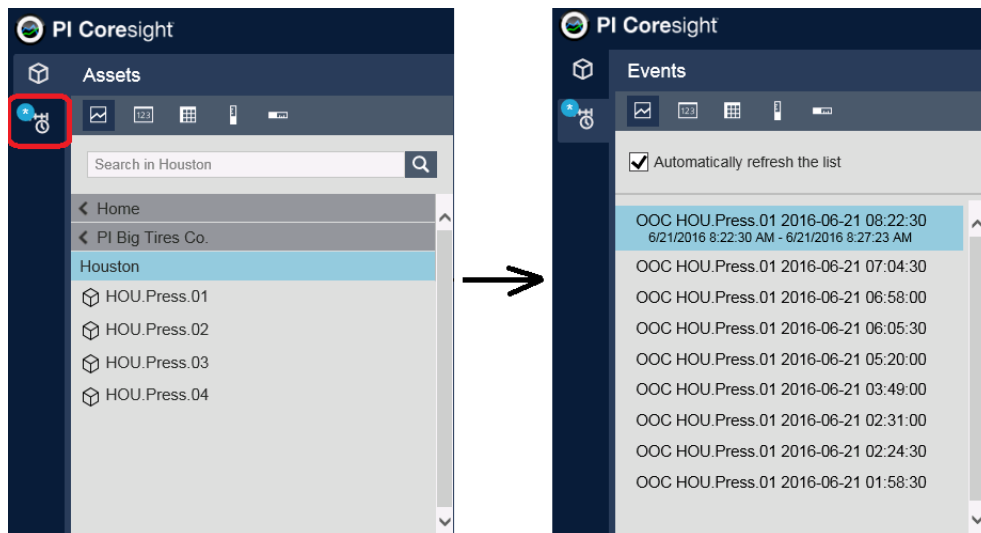 PI Coresight
Assets
123
Search in Houston
Home
PI Big Tires Co.
Houston
HOU.Press.01
HOU.Press.02
HOU.Press.03
HOU.Press.04
PI Coresight
Events
123
Automatically refresh the list
OOC HOU.Press.01 2016-06-21 08:22:30
6/21/2016 8:22:30 AM - 6/21/2016 8:27:23 AM
OOC HOU.Press.01 2016-06-21 07:04:30
OOC HOU.Press.01 2016-06-21 06:58:00
OOC HOU.Press.01 2016-06-21 06:05:30
OOC HOU.Press.01 2016-06-21 05:20:00
OOC HOU.Press.01 2016-06-21 03:49:00
OOC HOU.Press.01 2016-06-21 02:31:00
OOC HOU.Press.01 2016-06-21 02:24:30
OOC HOU.Press.01 2016-06-21 01:58:30